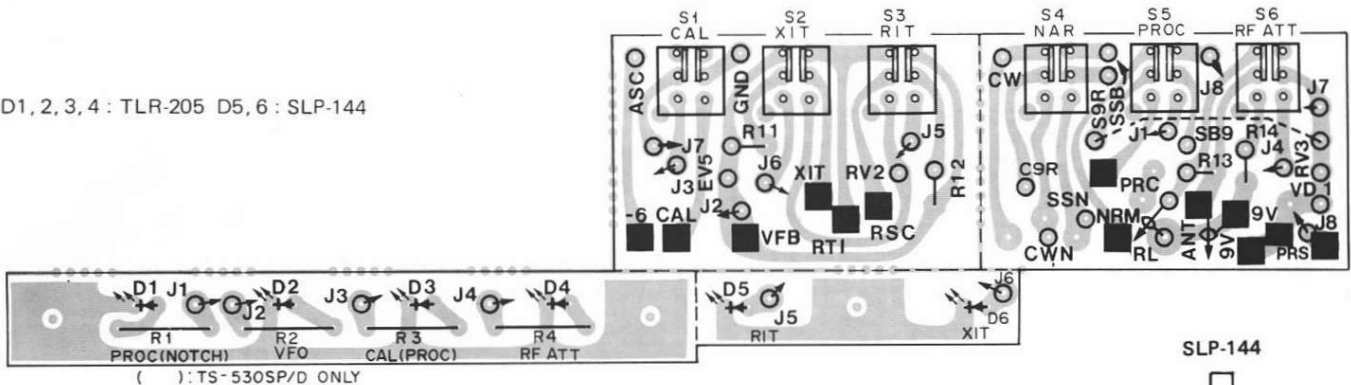 S1 S2 S3 S4 S5 S6
CAL XIT RIT NAR PROC RF ATT
D1, 2, 3, 4 : TLR-205 D5, 6 : SLP-144
ASC GND CW S9R SSB J8 J7
J7 R11 J5 J1 SB9 R14
J3 EV5 J6 XIT RV2 R12 C9R PRC R13 J4 RV3
-6 CAL J2 VFB RTI RSC SSN NRM ANT 9V 9V VD1
CWN RL PRS J8
D1 J1 J2 D2 J3 D3 J4 D4 D5 J5 J6 D6
R1 R2 R3 R4 RIT XIT
PROC(NOTCH) VFO CAL(PROC) RF ATT
( ) : TS-530SP/D ONLY
SLP-144